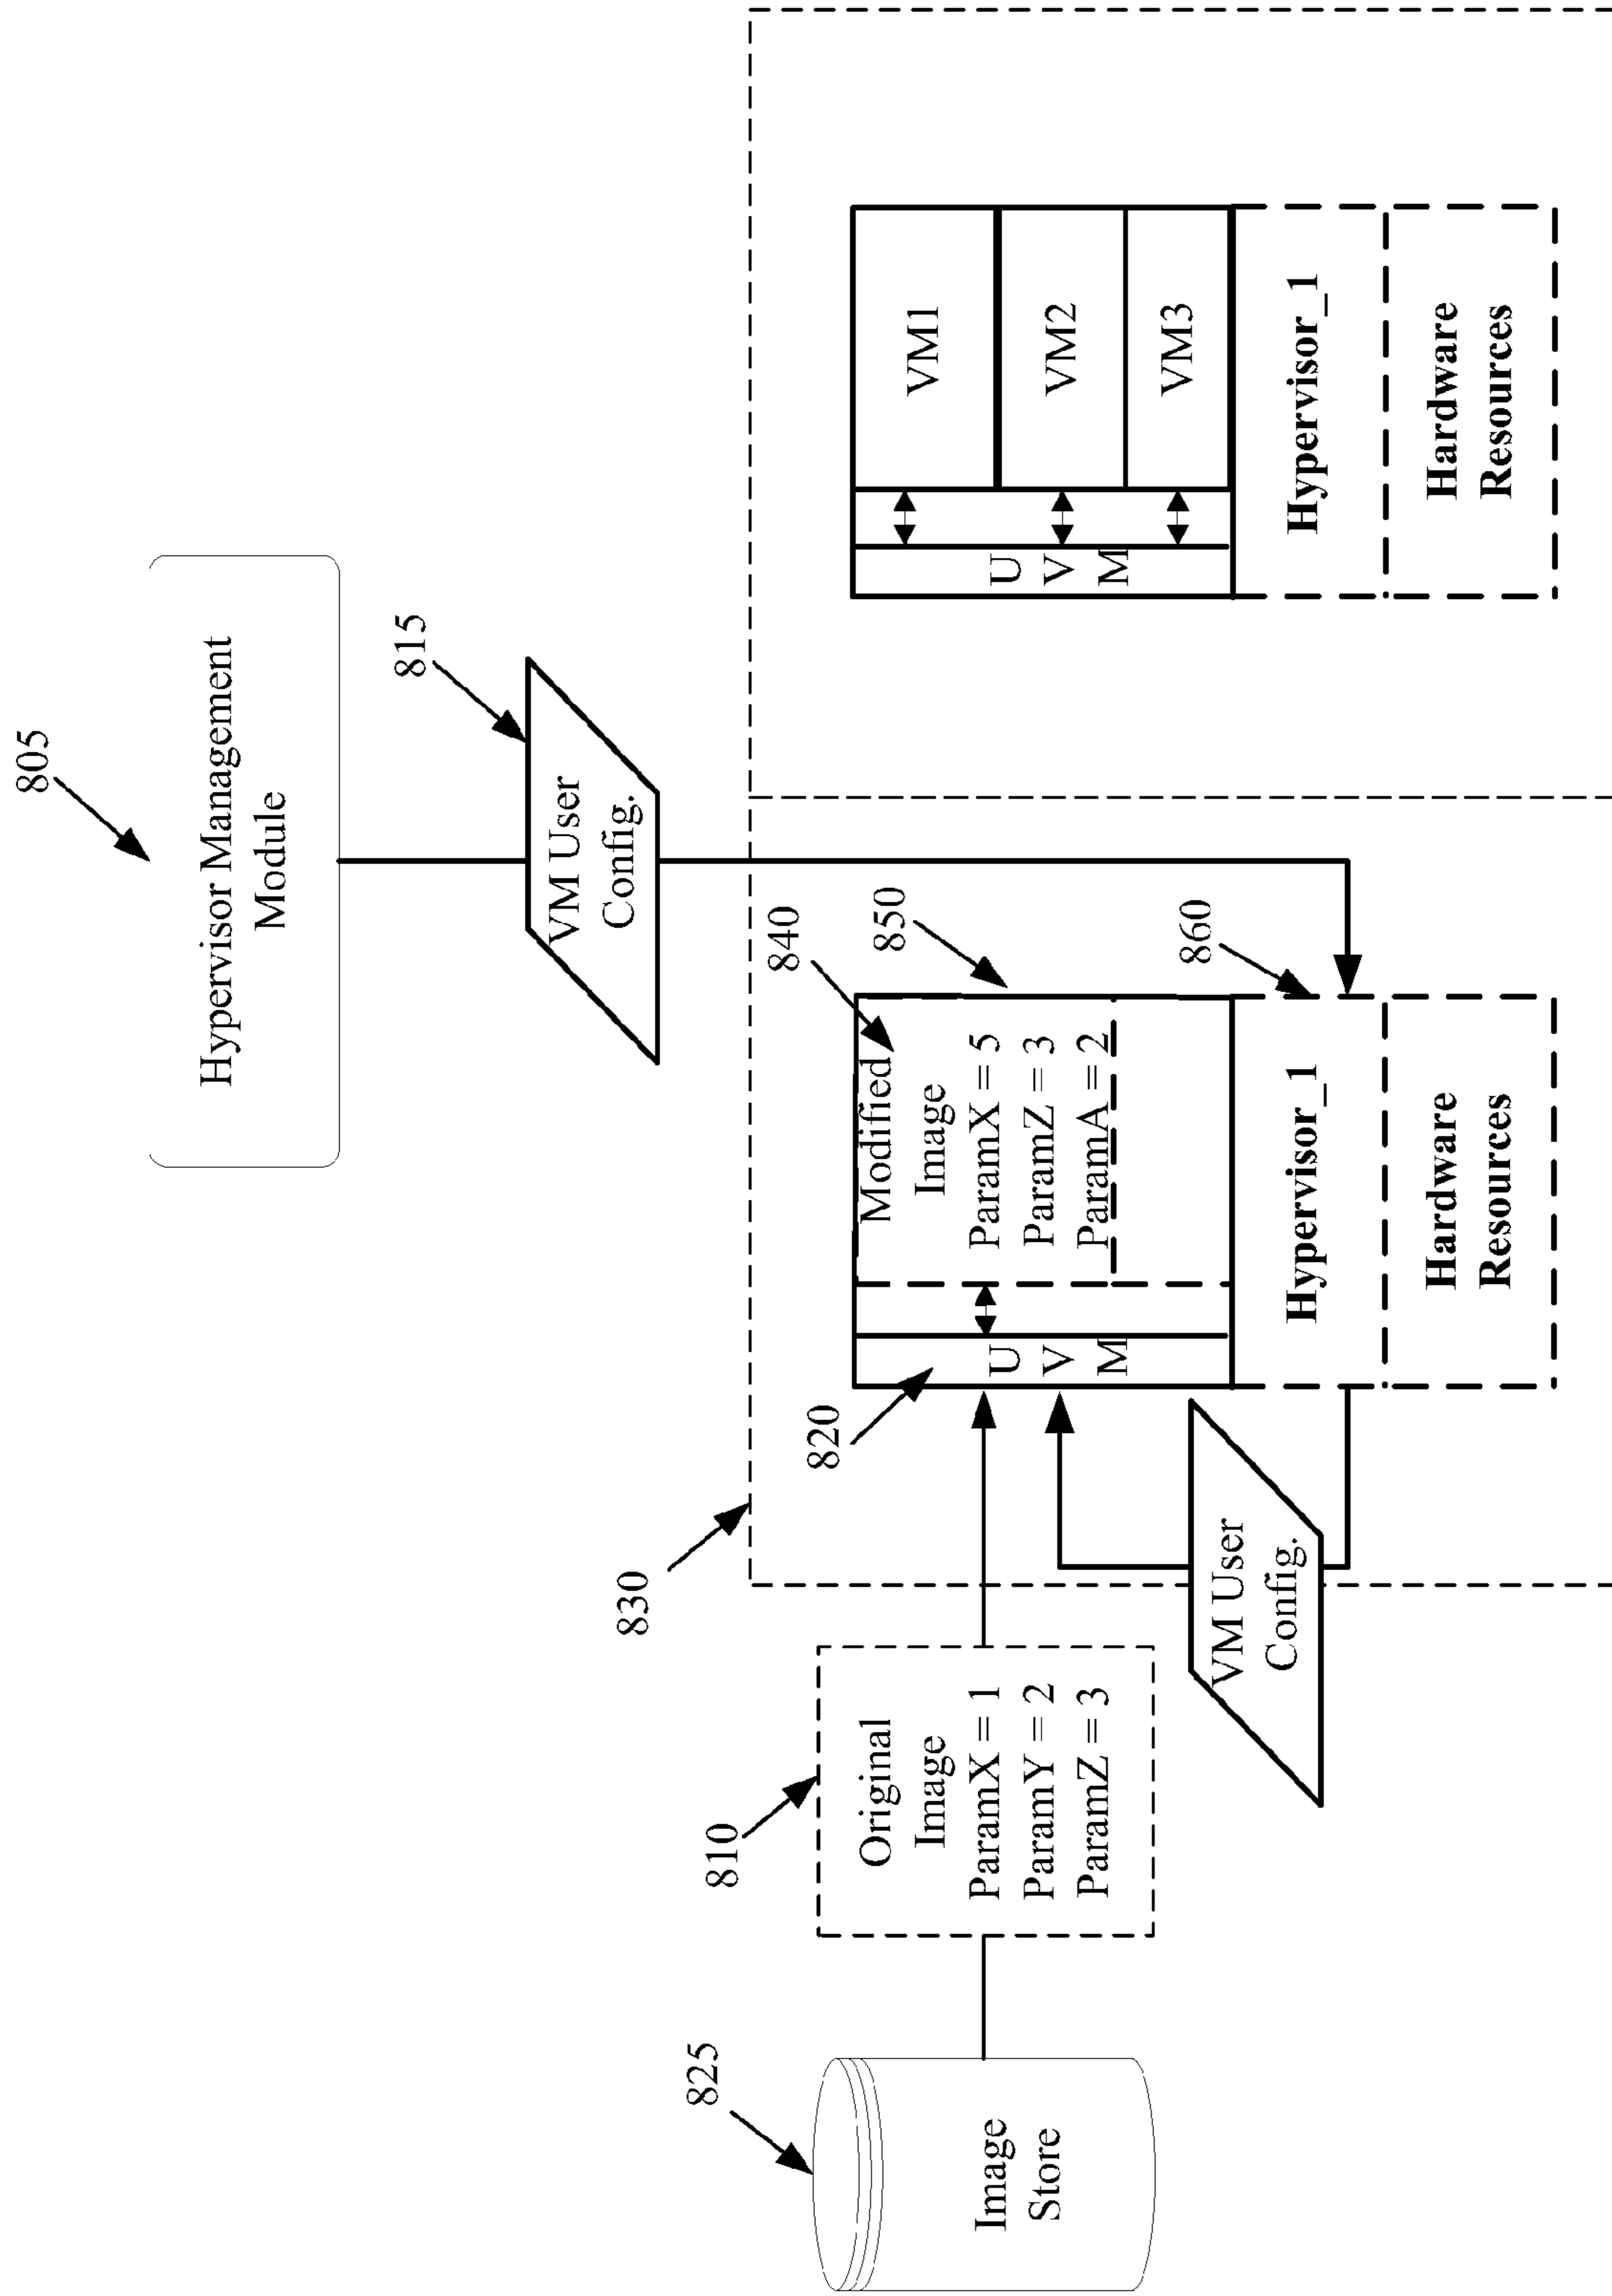 805
Hypervisor Management
Module
815
VM User
Config.
825
Image
Store
810
Original
Image
ParamX = 1
ParamY = 2
ParamZ = 3
830
820
U
V
M
840
Modified
Image
ParamX = 5
ParamZ = 3
ParamA = 2
850
860
Hypervisor_1
Hardware
Resources
VM User
Config.
U
V
M
VM1
VM2
VM3
Hypervisor_1
Hardware
Resources